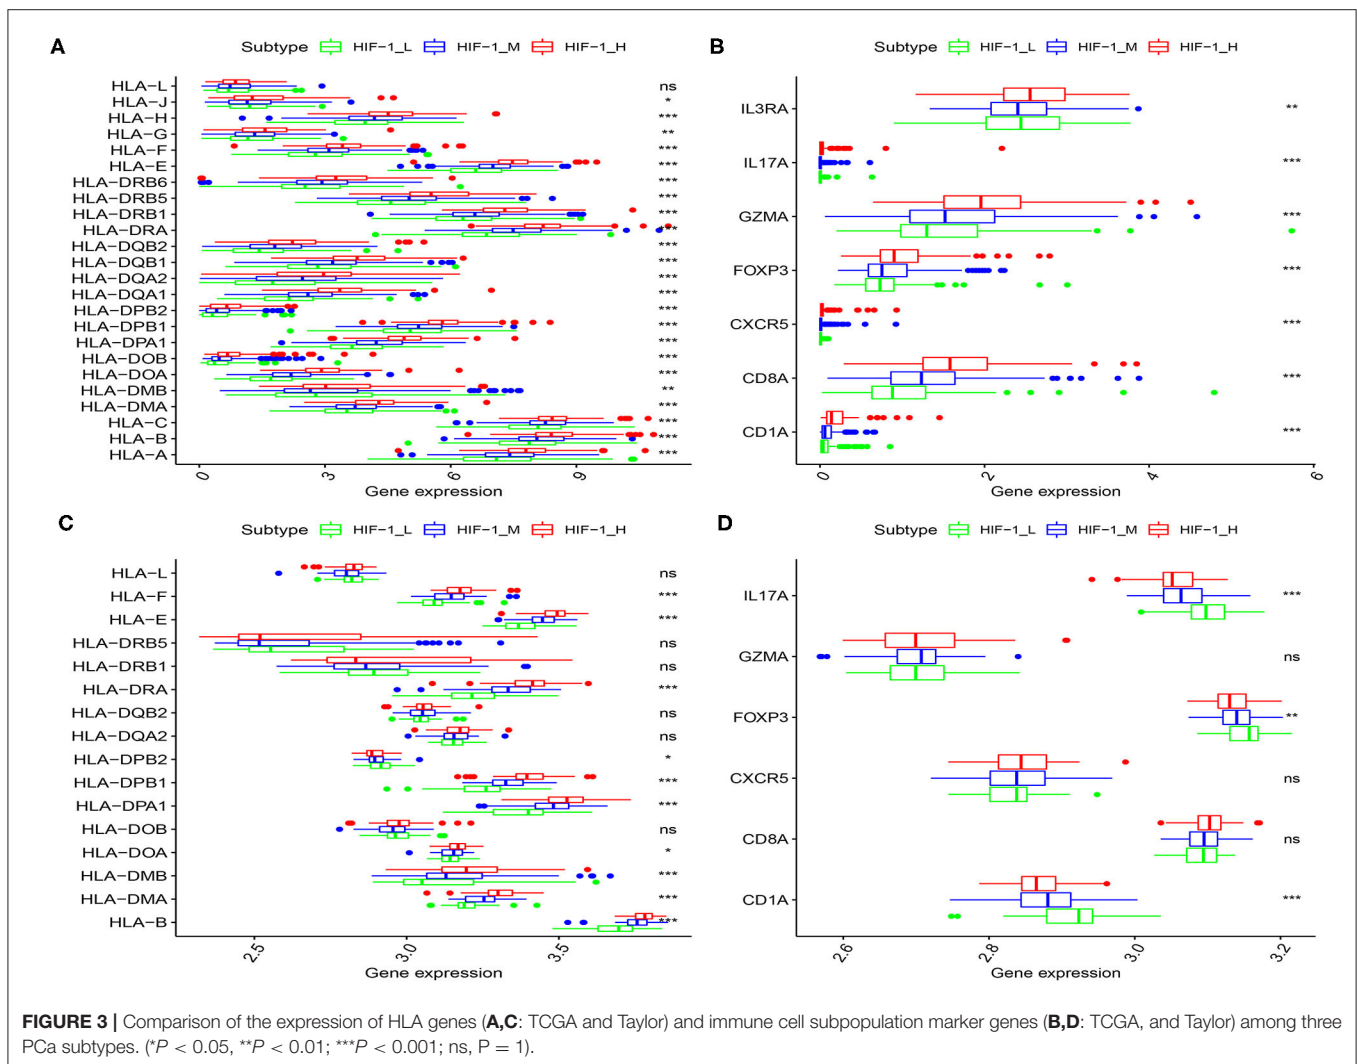 A
Subtype HIF-1_L HIF-1_M HIF-1_H
HLA-L ns
HLA-J *
HLA-H ***
HLA-G **
HLA-F ***
HLA-E ***
HLA-DRB6 ***
HLA-DRB5 ***
HLA-DRB1 ***
HLA-DRA ***
HLA-DQB2 ***
HLA-DQB1 ***
HLA-DQA2 ***
HLA-DQA1 ***
HLA-DPB2 ***
HLA-DPB1 ***
HLA-DPA1 ***
HLA-DOB ***
HLA-DOA ***
HLA-DMB **
HLA-DMA ***
HLA-C ***
HLA-B ***
HLA-A ***
0 3 6 9
Gene expression
B
Subtype HIF-1_L HIF-1_M HIF-1_H
IL3RA **
IL17A ***
GZMA ***
FOXP3 ***
CXCR5 ***
CD8A ***
CD1A ***
0 2 4 6
Gene expression
C
Subtype HIF-1_L HIF-1_M HIF-1_H
HLA-L ns
HLA-F ***
HLA-E ***
HLA-DRB5 ns
HLA-DRB1 ns
HLA-DRA ***
HLA-DQB2 ns
HLA-DQA2 ns
HLA-DPB2 *
HLA-DPB1 ***
HLA-DPA1 ***
HLA-DOB ns
HLA-DOA *
HLA-DMB ***
HLA-DMA ***
HLA-B ***
2.5 3.0 3.5
Gene expression
D
Subtype HIF-1_L HIF-1_M HIF-1_H
IL17A ***
GZMA ns
FOXP3 **
CXCR5 ns
CD8A ns
CD1A ***
2.6 2.8 3.0 3.2
Gene expression
FIGURE 3 | Comparison of the expression of HLA genes (A,C: TCGA and Taylor) and immune cell subpopulation marker genes (B,D: TCGA, and Taylor) among three
PCa subtypes. (*P < 0.05, **P < 0.01; ***P < 0.001; ns, P = 1).